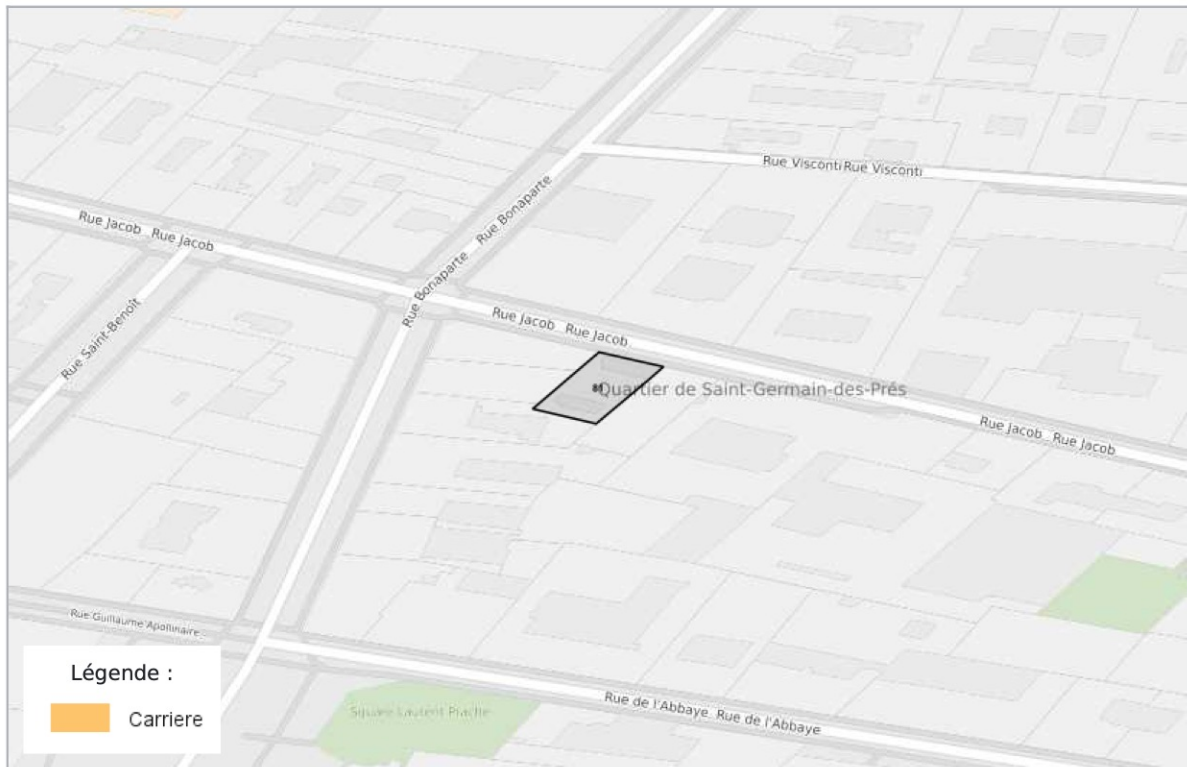 Rue Visconti Rue Visconti
Rue Bonaparte
Rue Jacob Rue Jacob
Rue Bonaparte
Rue Saint-Benoît
Rue Jacob Rue Jacob
Quartier de Saint-Germain-des-Prés
Rue Jacob Rue Jacob
Rue Guillaume Apollinaire
Légende :
Carriere
Square Laurent Prache
Rue de l'Abbaye Rue de l'Abbaye